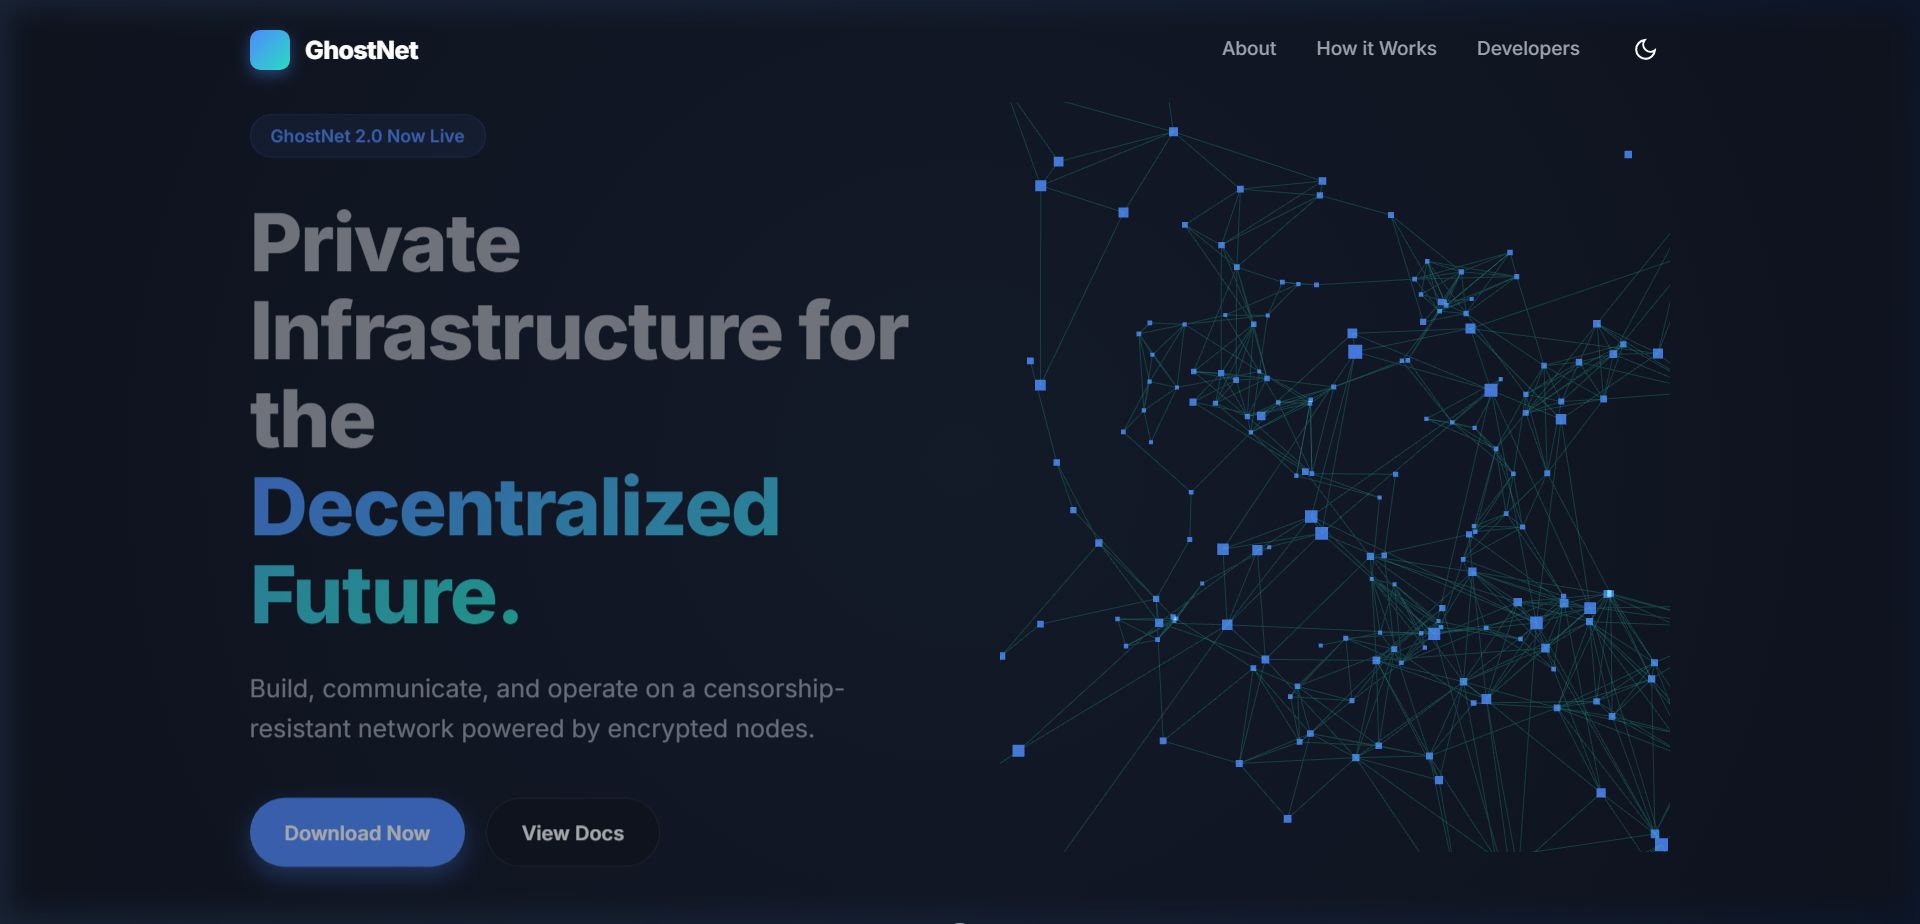 GhostNet
About
How it Works
Developers
GhostNet 2.0 Now Live
Private
Infrastructure for
the
Decentralized
Future.
Build, communicate, and operate on a censorship-
resistant network powered by encrypted nodes.
Download Now
View Docs